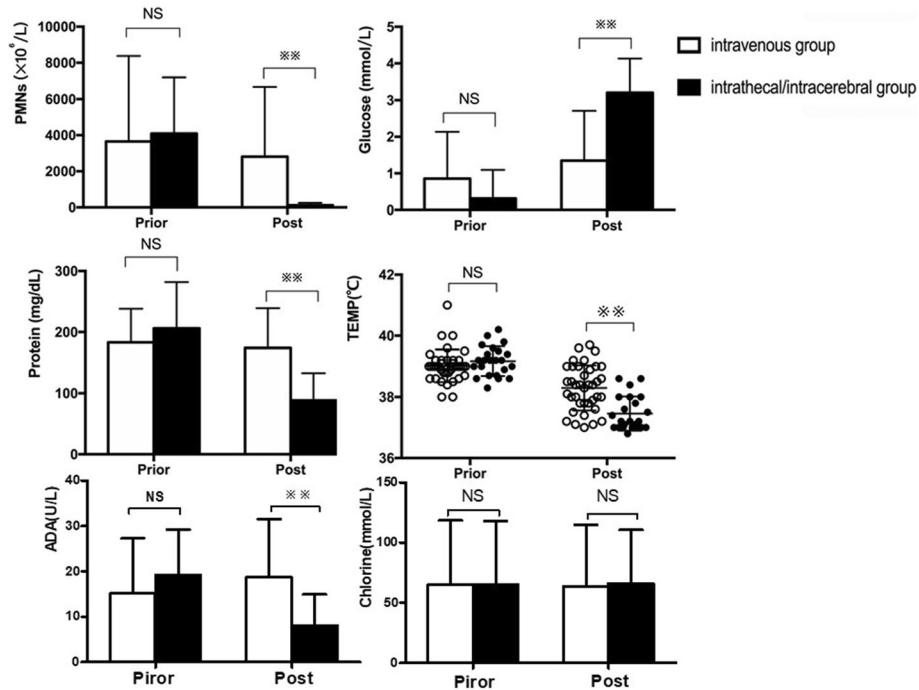 PMNs (×10⁶/L)
10000
8000
6000
4000
2000
0
NS
※※
Prior
Post
Glucose (mmol/L)
5
4
3
2
1
0
NS
※※
Prior
Post
intravenous group
intrathecal/intracerebral group
Protein (mg/dL)
300
200
100
0
NS
※※
Prior
Post
TEMP(℃)
42
40
38
36
NS
※※
Prior
Post
ADA(U/L)
40
30
20
10
0
NS
※※
Piror
Post
Chlorine(mmol/L)
150
100
50
0
NS
NS
Piror
Post